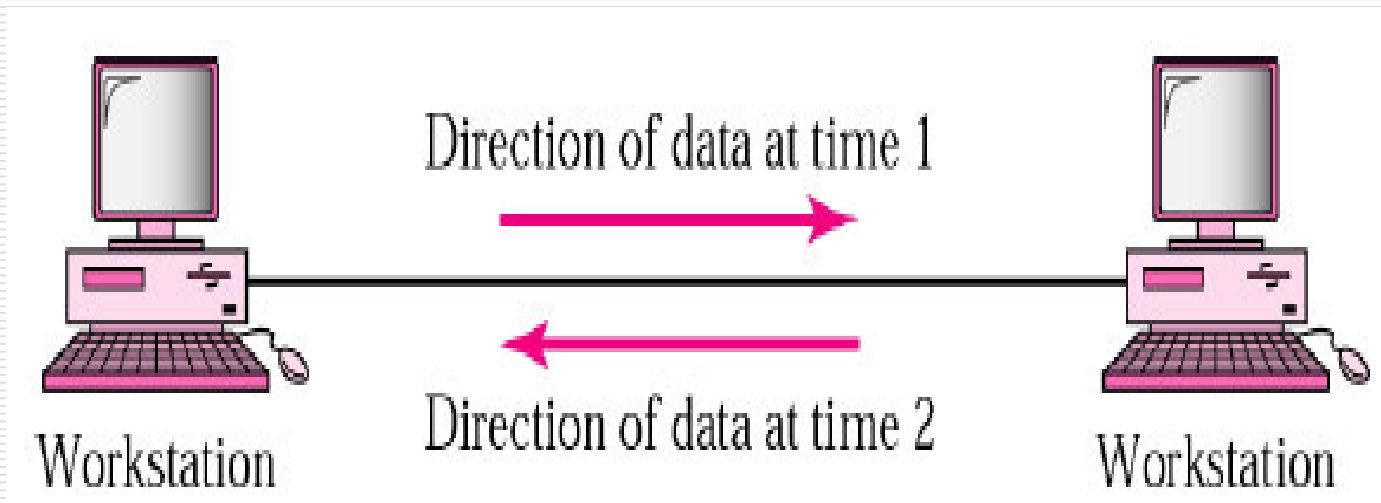 Direction of data at time 1
Direction of data at time 2
Workstation
Workstation